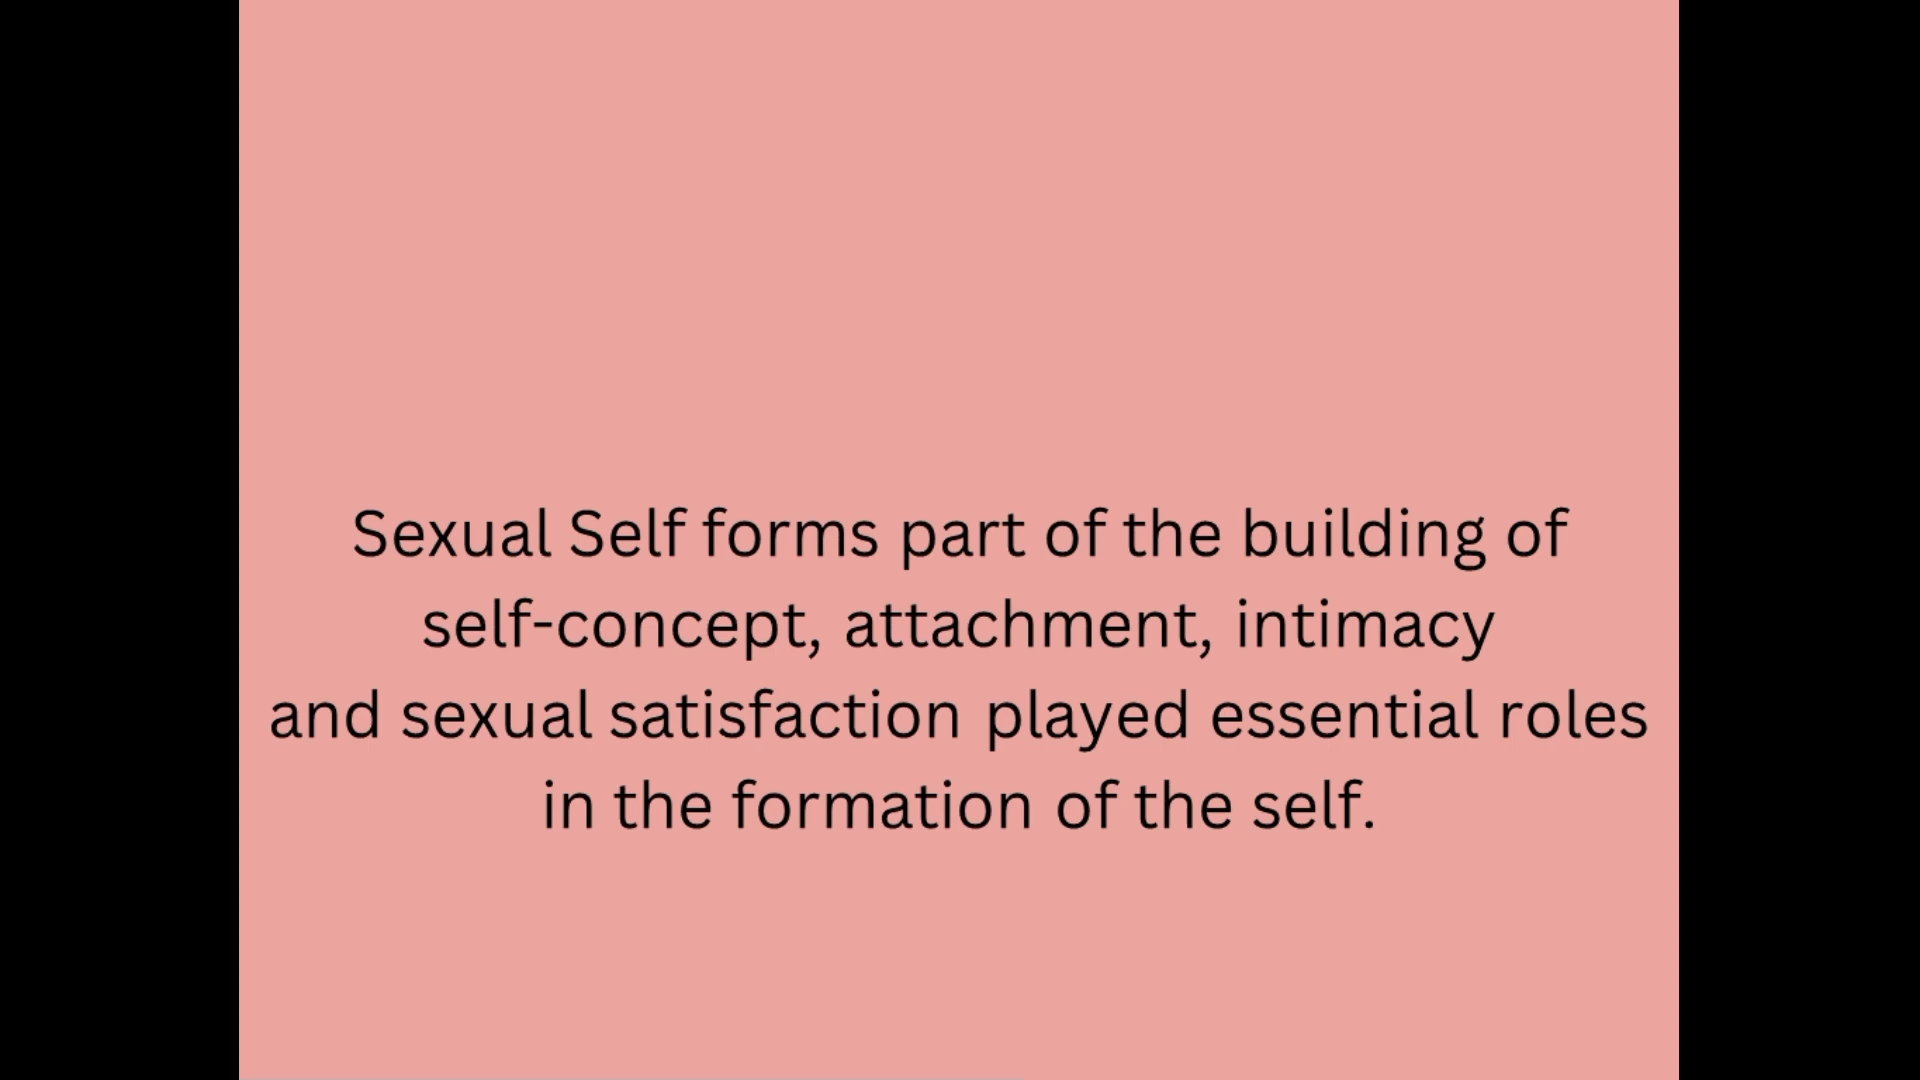 Sexual Self forms part of the building of
self-concept, attachment, intimacy
and sexual satisfaction played essential roles
in the formation of the self.